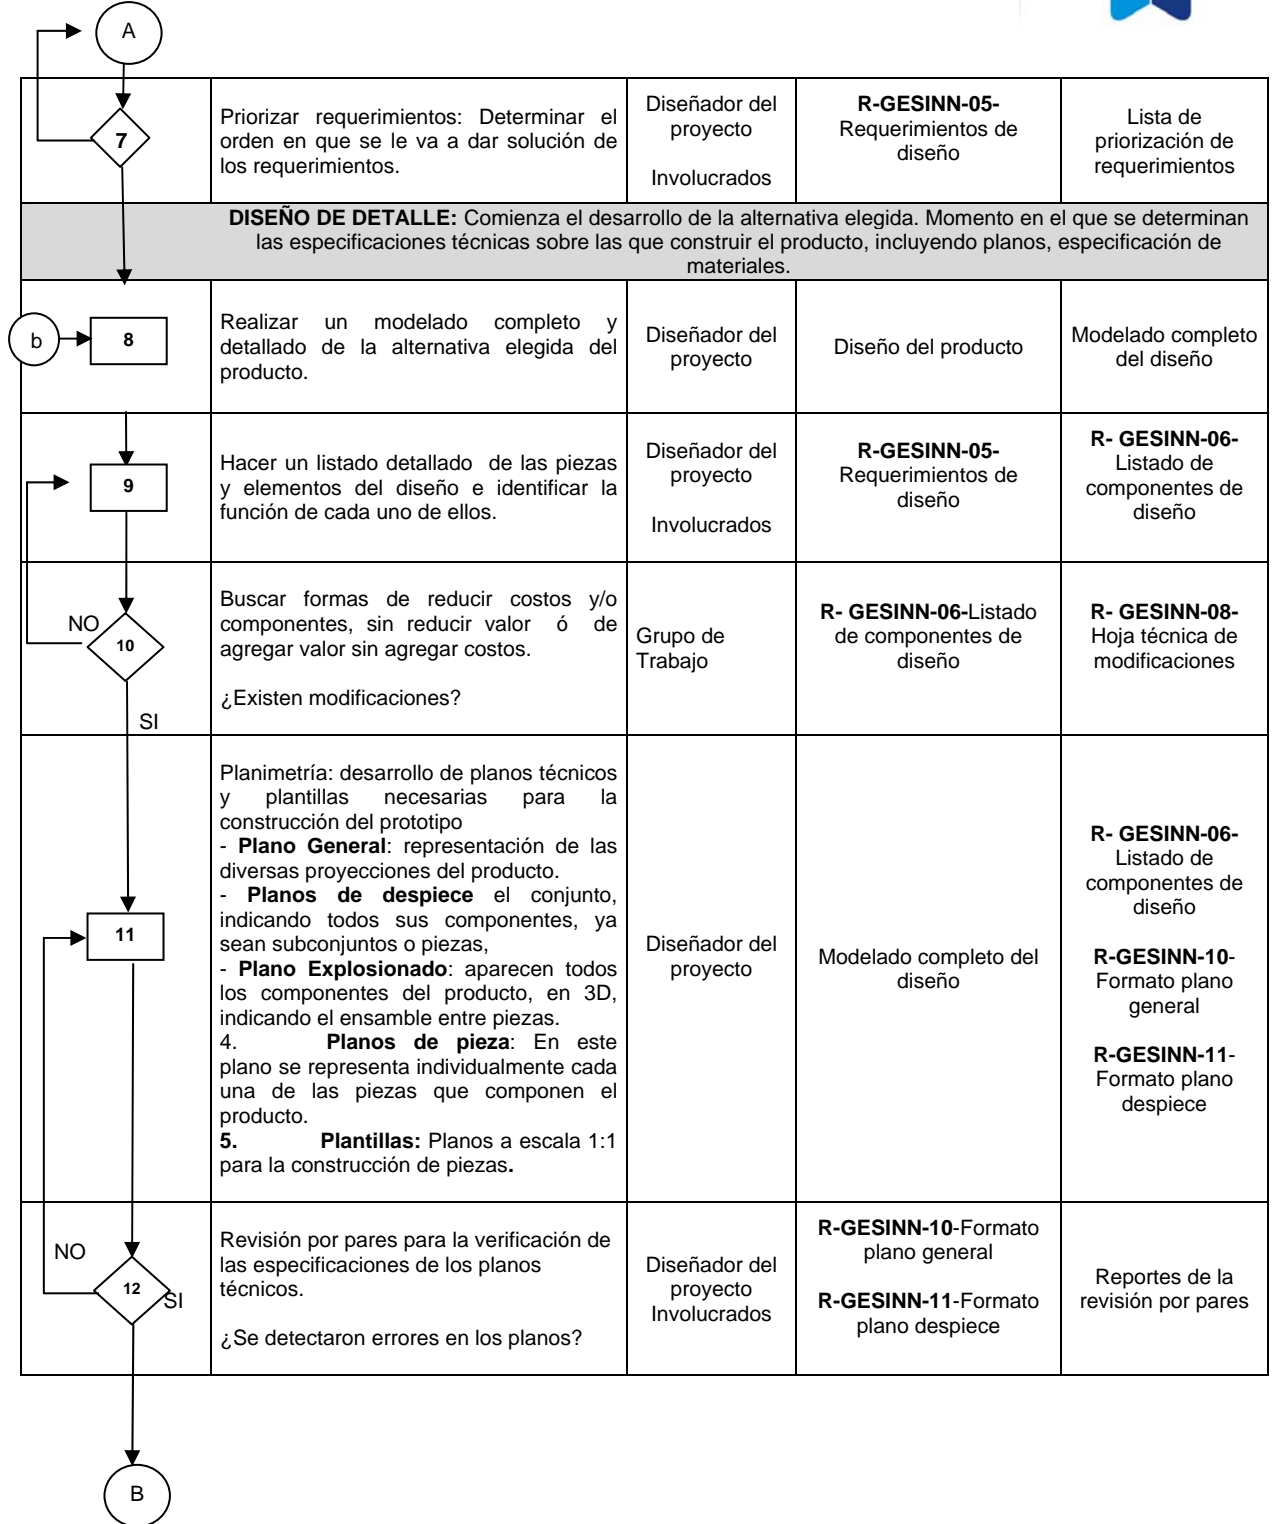 A
7
Priorizar requerimientos: Determinar el
orden en que se le va a dar solución de
los requerimientos.
Diseñador del
proyecto
Involucrados
R-GESINN-05-
Requerimientos de
diseño
Lista de
priorización de
requerimientos
DISEÑO DE DETALLE: Comienza el desarrollo de la alternativa elegida. Momento en el que se determinan
las especificaciones técnicas sobre las que construir el producto, incluyendo planos, especificación de
materiales.
b
8
Realizar un modelado completo y
detallado de la alternativa elegida del
producto.
Diseñador del
proyecto
Diseño del producto
Modelado completo
del diseño
9
Hacer un listado detallado de las piezas
y elementos del diseño e identificar la
función de cada uno de ellos.
Diseñador del
proyecto
Involucrados
R-GESINN-05-
Requerimientos de
diseño
R- GESINN-06-
Listado de
componentes de
diseño
NO
10
SI
Buscar formas de reducir costos y/o
componentes, sin reducir valor ó de
agregar valor sin agregar costos.
¿Existen modificaciones?
Grupo de
Trabajo
R- GESINN-06-Listado
de componentes de
diseño
R- GESINN-08-
Hoja técnica de
modificaciones
11
Planimetría: desarrollo de planos técnicos
y plantillas necesarias para la
construcción del prototipo
- Plano General: representación de las
diversas proyecciones del producto.
- Planos de despiece el conjunto,
indicando todos sus componentes, ya
sean subconjuntos o piezas,
- Plano Explosionado: aparecen todos
los componentes del producto, en 3D,
indicando el ensamble entre piezas.
4. Planos de pieza: En este
plano se representa individualmente cada
una de las piezas que componen el
producto.
5. Plantillas: Planos a escala 1:1
para la construcción de piezas.
Diseñador del
proyecto
Modelado completo del
diseño
R- GESINN-06-
Listado de
componentes de
diseño
R-GESINN-10-
Formato plano
general
R-GESINN-11-
Formato plano
despiece
NO
12
SI
Revisión por pares para la verificación de
las especificaciones de los planos
técnicos.
¿Se detectaron errores en los planos?
Diseñador del
proyecto
Involucrados
R-GESINN-10-Formato
plano general
R-GESINN-11-Formato
plano despiece
Reportes de la
revisión por pares
B